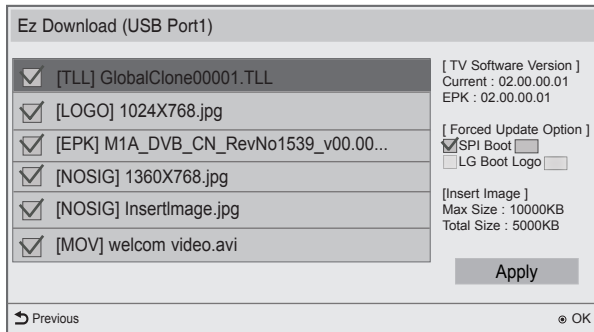 Ez Download (USB Port1)
[TLL] GlobalClone00001.TLL
[LOGO] 1024X768.jpg
[EPK] M1A_DVB_CN_RevNo1539_v00.00...
[NOSIG] 1360X768.jpg
[NOSIG] InsertImage.jpg
[MOV] welcom video.avi
[ TV Software Version ]
Current : 02.00.00.01
EPK : 02.00.00.01
[ Forced Update Option ]
SPI Boot
LG Boot Logo
[Insert Image ]
Max Size : 10000KB
Total Size : 5000KB
Apply
Previous
OK